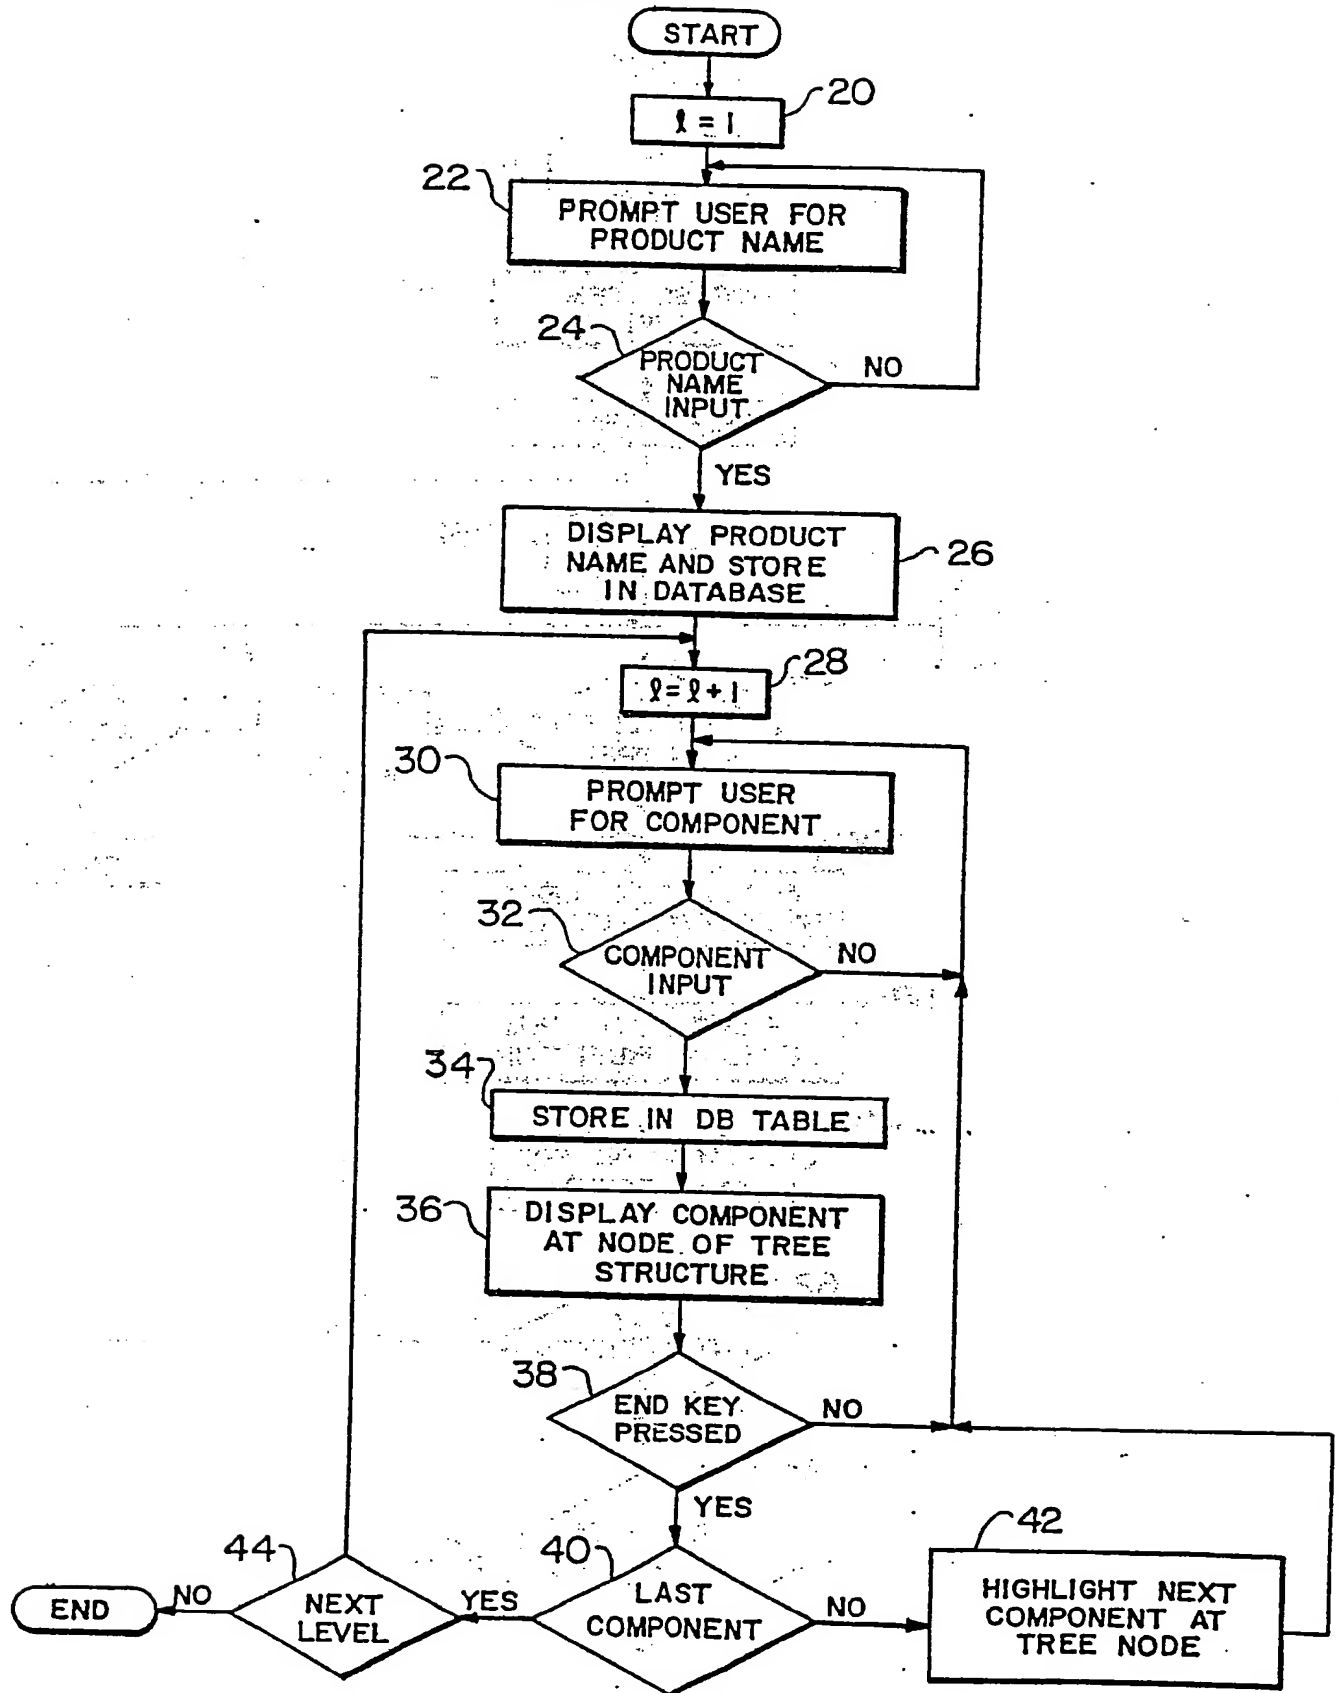 START
20
ℓ = 1
22
PROMPT USER FOR
PRODUCT NAME
24
PRODUCT
NAME
INPUT
NO
YES
DISPLAY PRODUCT
NAME AND STORE
IN DATABASE
26
28
ℓ = ℓ + 1
30
PROMPT USER
FOR COMPONENT
32
COMPONENT
INPUT
NO
34
STORE IN DB TABLE
36
DISPLAY COMPONENT
AT NODE OF TREE
STRUCTURE
38
END KEY
PRESSED
NO
YES
44
40
42
END
NO
NEXT
LEVEL
YES
LAST
COMPONENT
NO
HIGHLIGHT NEXT
COMPONENT AT
TREE NODE